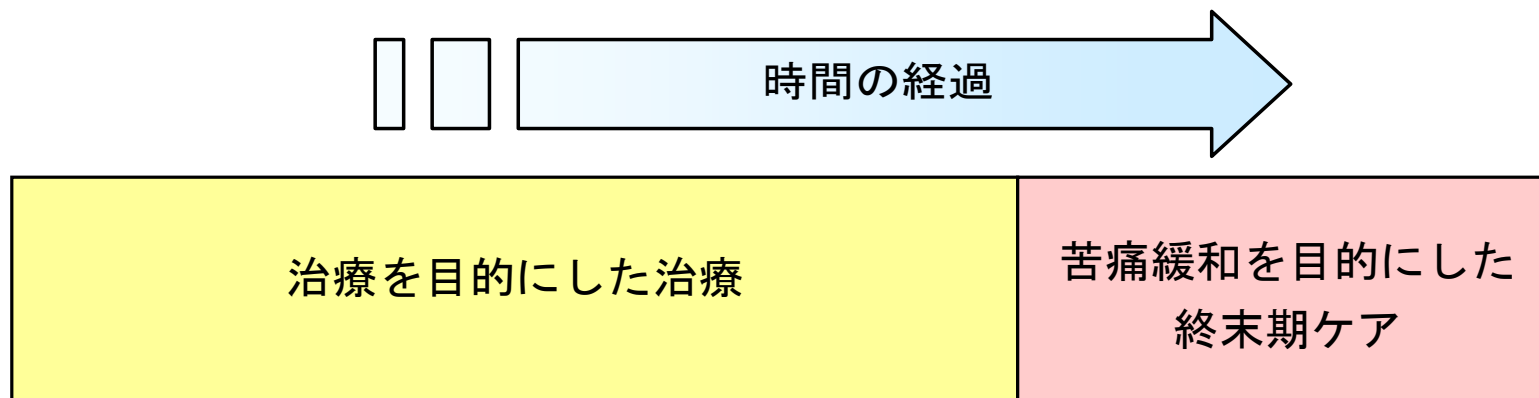 時間の経過
治療を目的にした治療
苦痛緩和を目的にした
終末期ケア